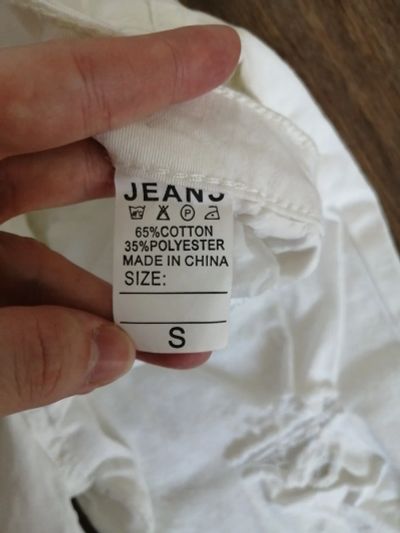 JEANS
P
65%COTTON
35%POLYESTER
MADE IN CHINA
SIZE:
S